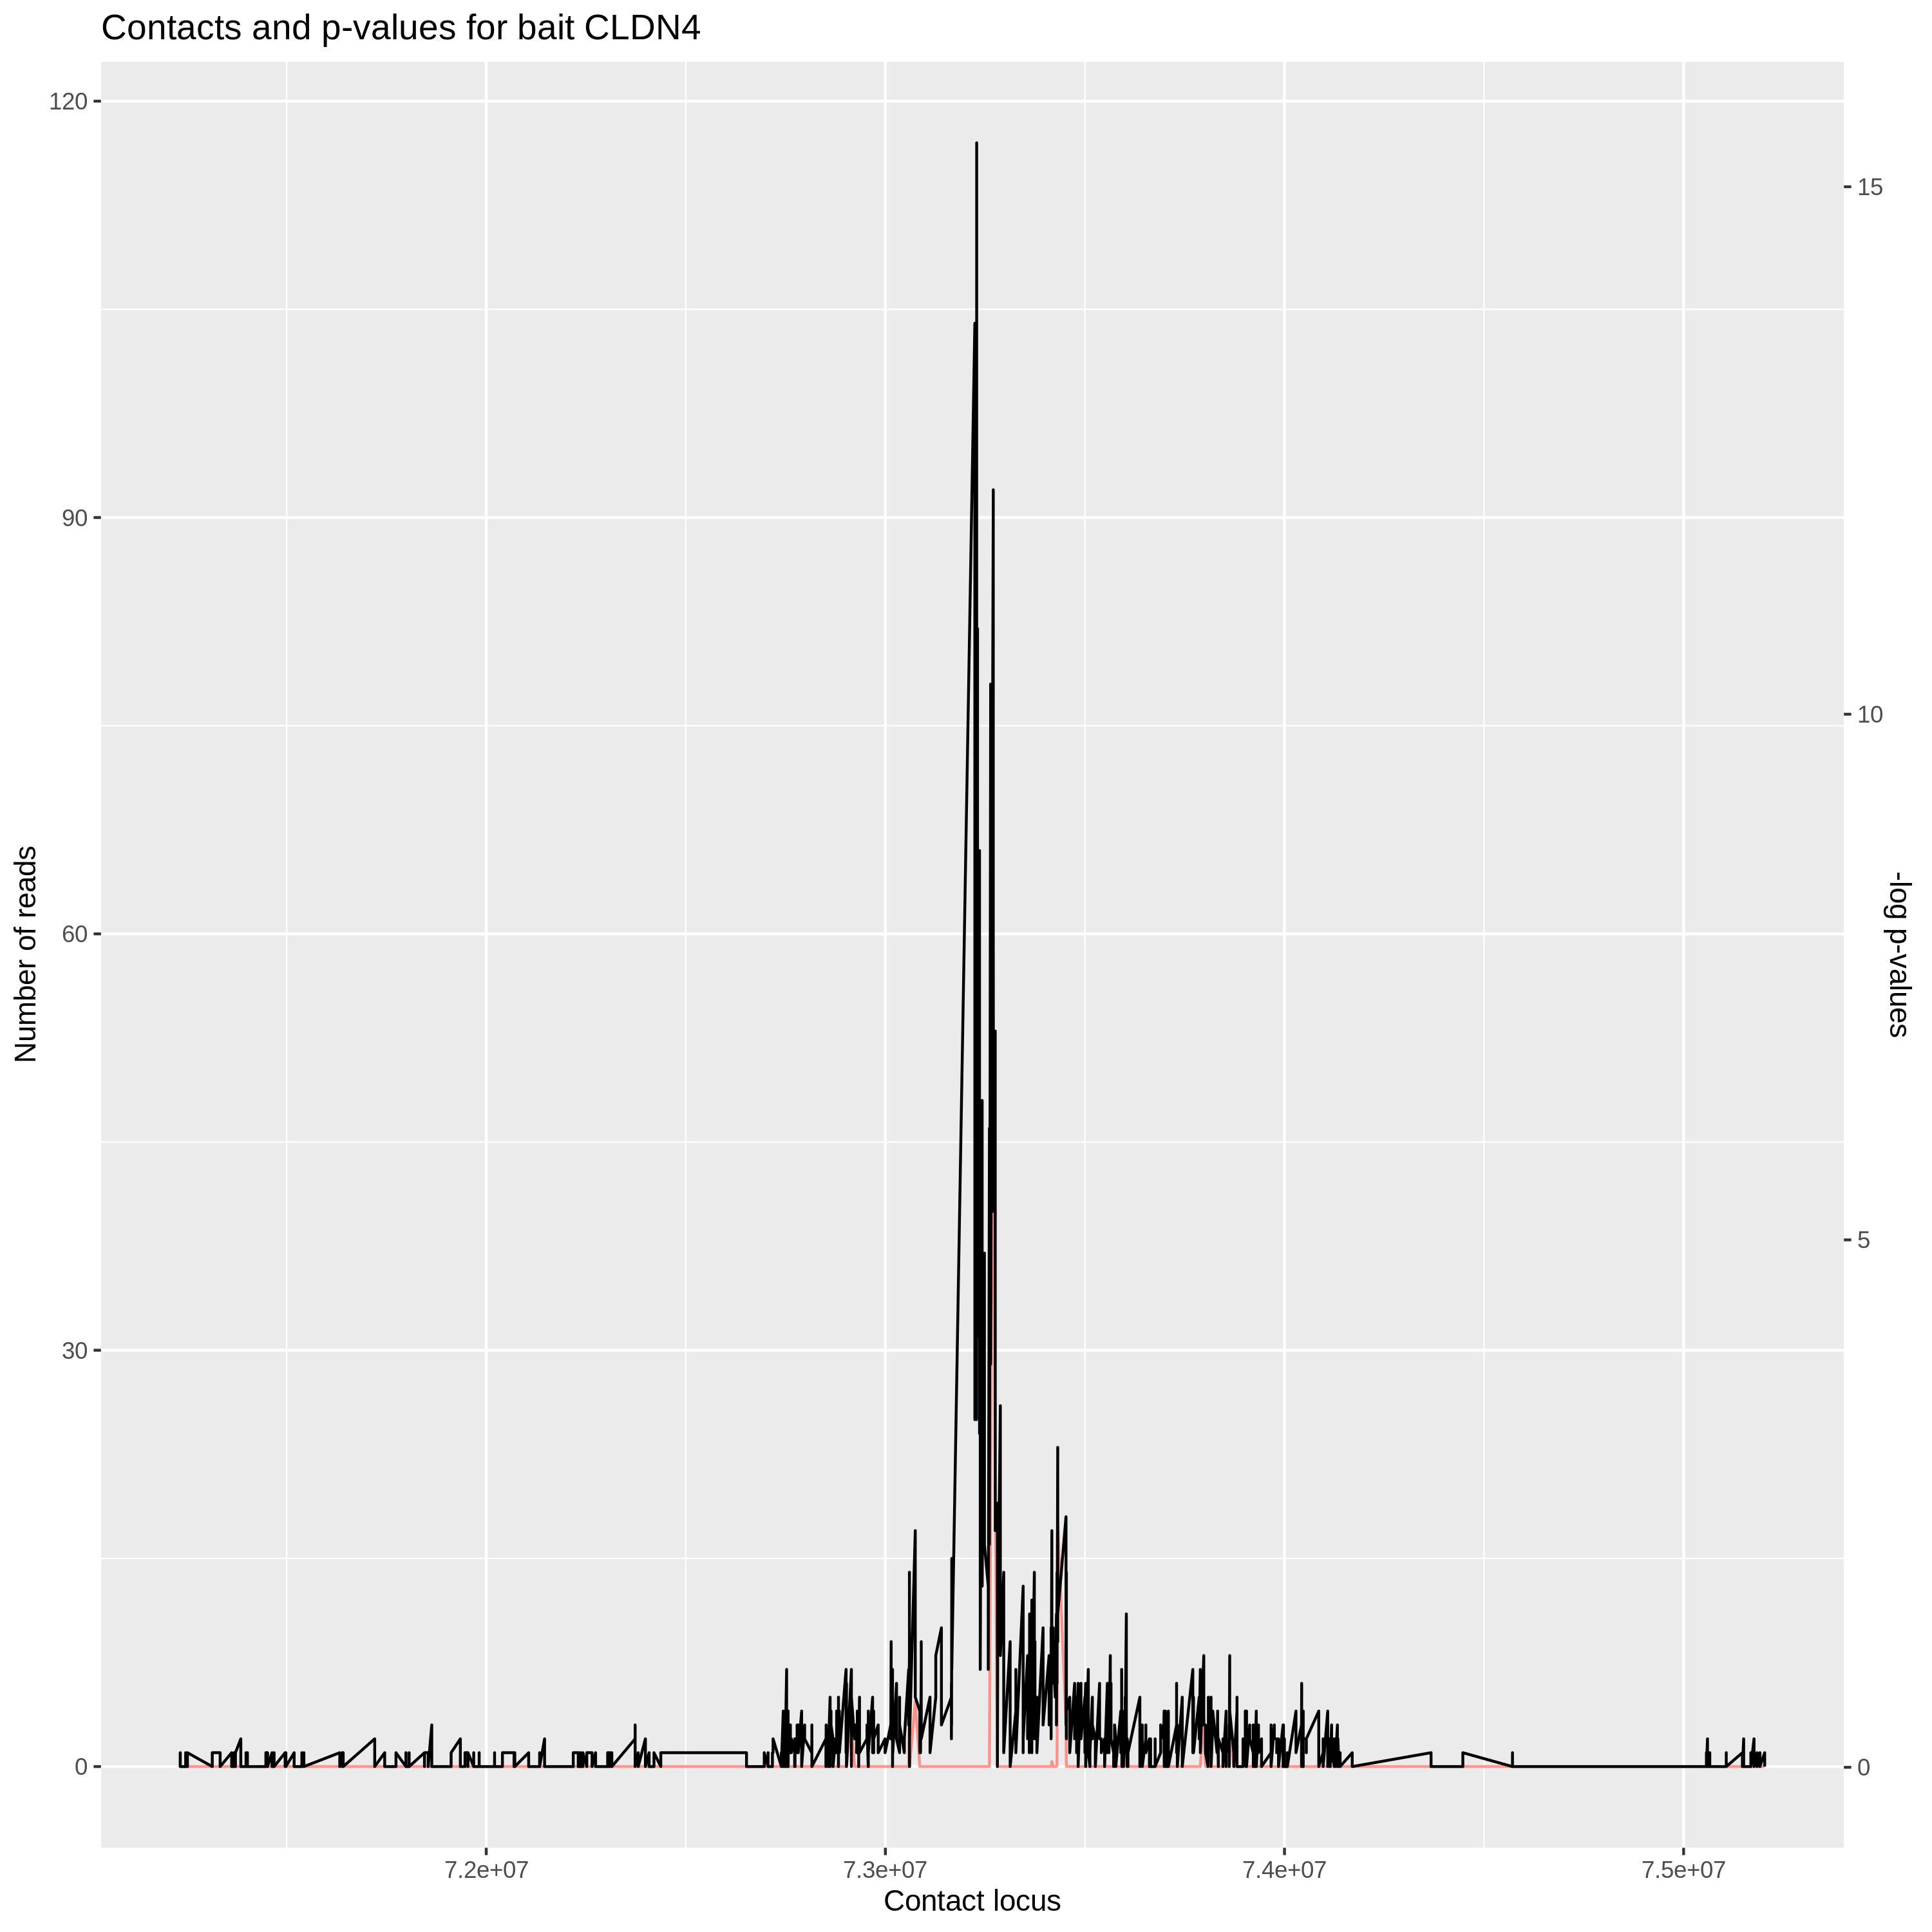 Contacts and p-values for bait CLDN4
120
90
60
30
0
Number of reads
15
10
5
0
-log p-values
7.2e+07
7.3e+07
7.4e+07
7.5e+07
Contact locus